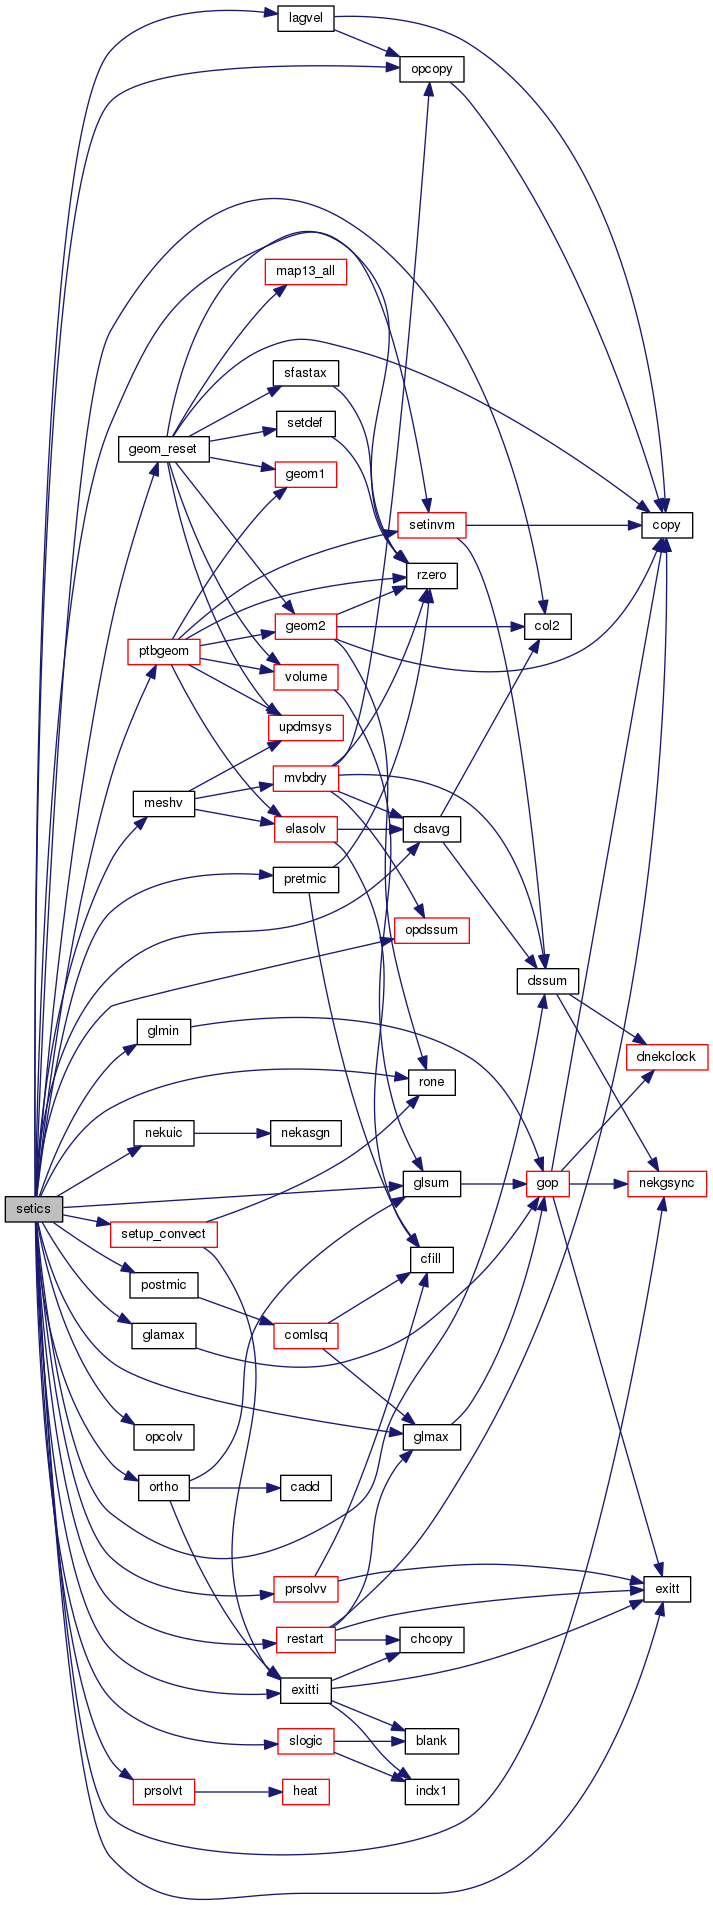 lagvel
opcopy
map13_all
sfastax
setdef
geom_reset
geom1
setinvm
copy
rzero
geom2
col2
ptbgeom
volume
updmsys
mvbdry
meshv
elasolv
dsavg
pretmic
opdssum
dssum
glmin
dnekclock
rone
nekuic
nekasgn
glsum
gop
nekgsync
setics
setup_convect
cfill
postmic
glamax
comlsq
opcolv
glmax
ortho
cadd
prsolvv
exitt
restart
chcopy
exitti
slogic
blank
prsolvt
heat
indx1